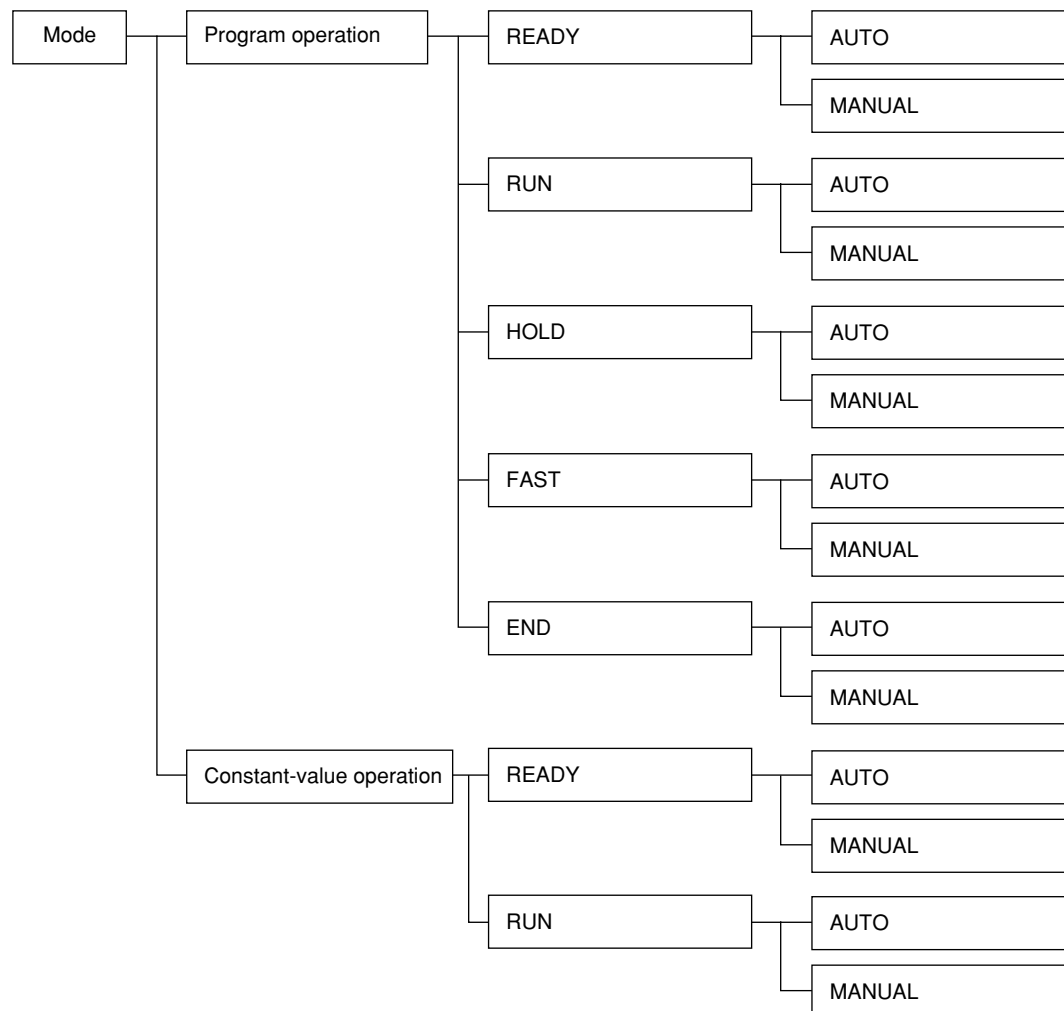 Mode
Program operation
READY
AUTO
MANUAL
RUN
AUTO
MANUAL
HOLD
AUTO
MANUAL
FAST
AUTO
MANUAL
END
AUTO
MANUAL
Constant-value operation
READY
AUTO
MANUAL
RUN
AUTO
MANUAL